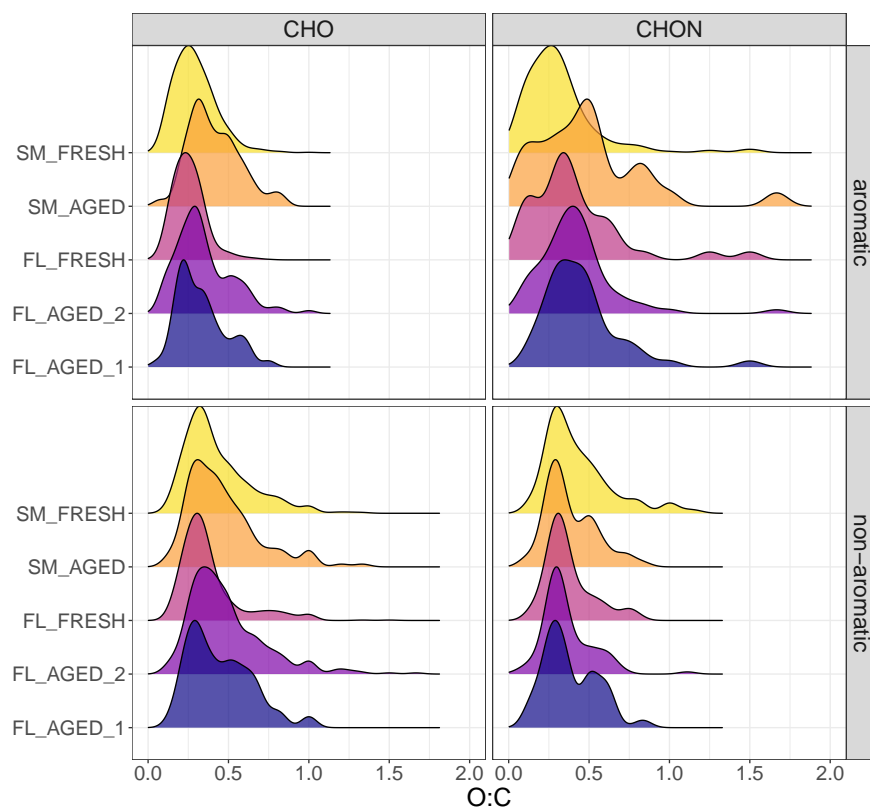 CHO
CHON
SM_FRESH
SM_AGED
FL_FRESH
FL_AGED_2
FL_AGED_1
aromatic
SM_FRESH
SM_AGED
FL_FRESH
FL_AGED_2
FL_AGED_1
non−aromatic
0.0 0.5 1.0 1.5 2.0 0.0 0.5 1.0 1.5 2.0
O:C